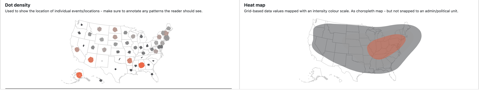 Dot density
Used to show the location of individual events/locations - make sure to annotate any patterns the reader should see.
Heat map
Grid-based data values mapped with an intensity colour scale. As choropleth map - but not snapped to an admin/political unit.